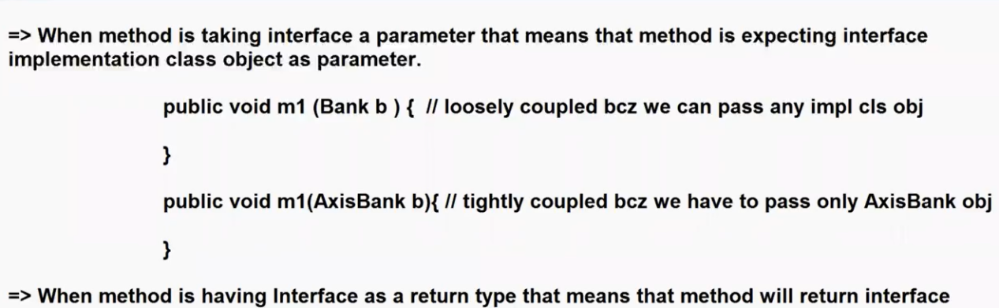 => When method is taking interface a parameter that means that method is expecting interface
implementation class object as parameter.
public void m1 (Bank b ) { // loosely coupled bcz we can pass any impl cls obj
}
public void m1(AxisBank b){ // tightly coupled bcz we have to pass only AxisBank obj
}
=> When method is having Interface as a return type that means that method will return interface